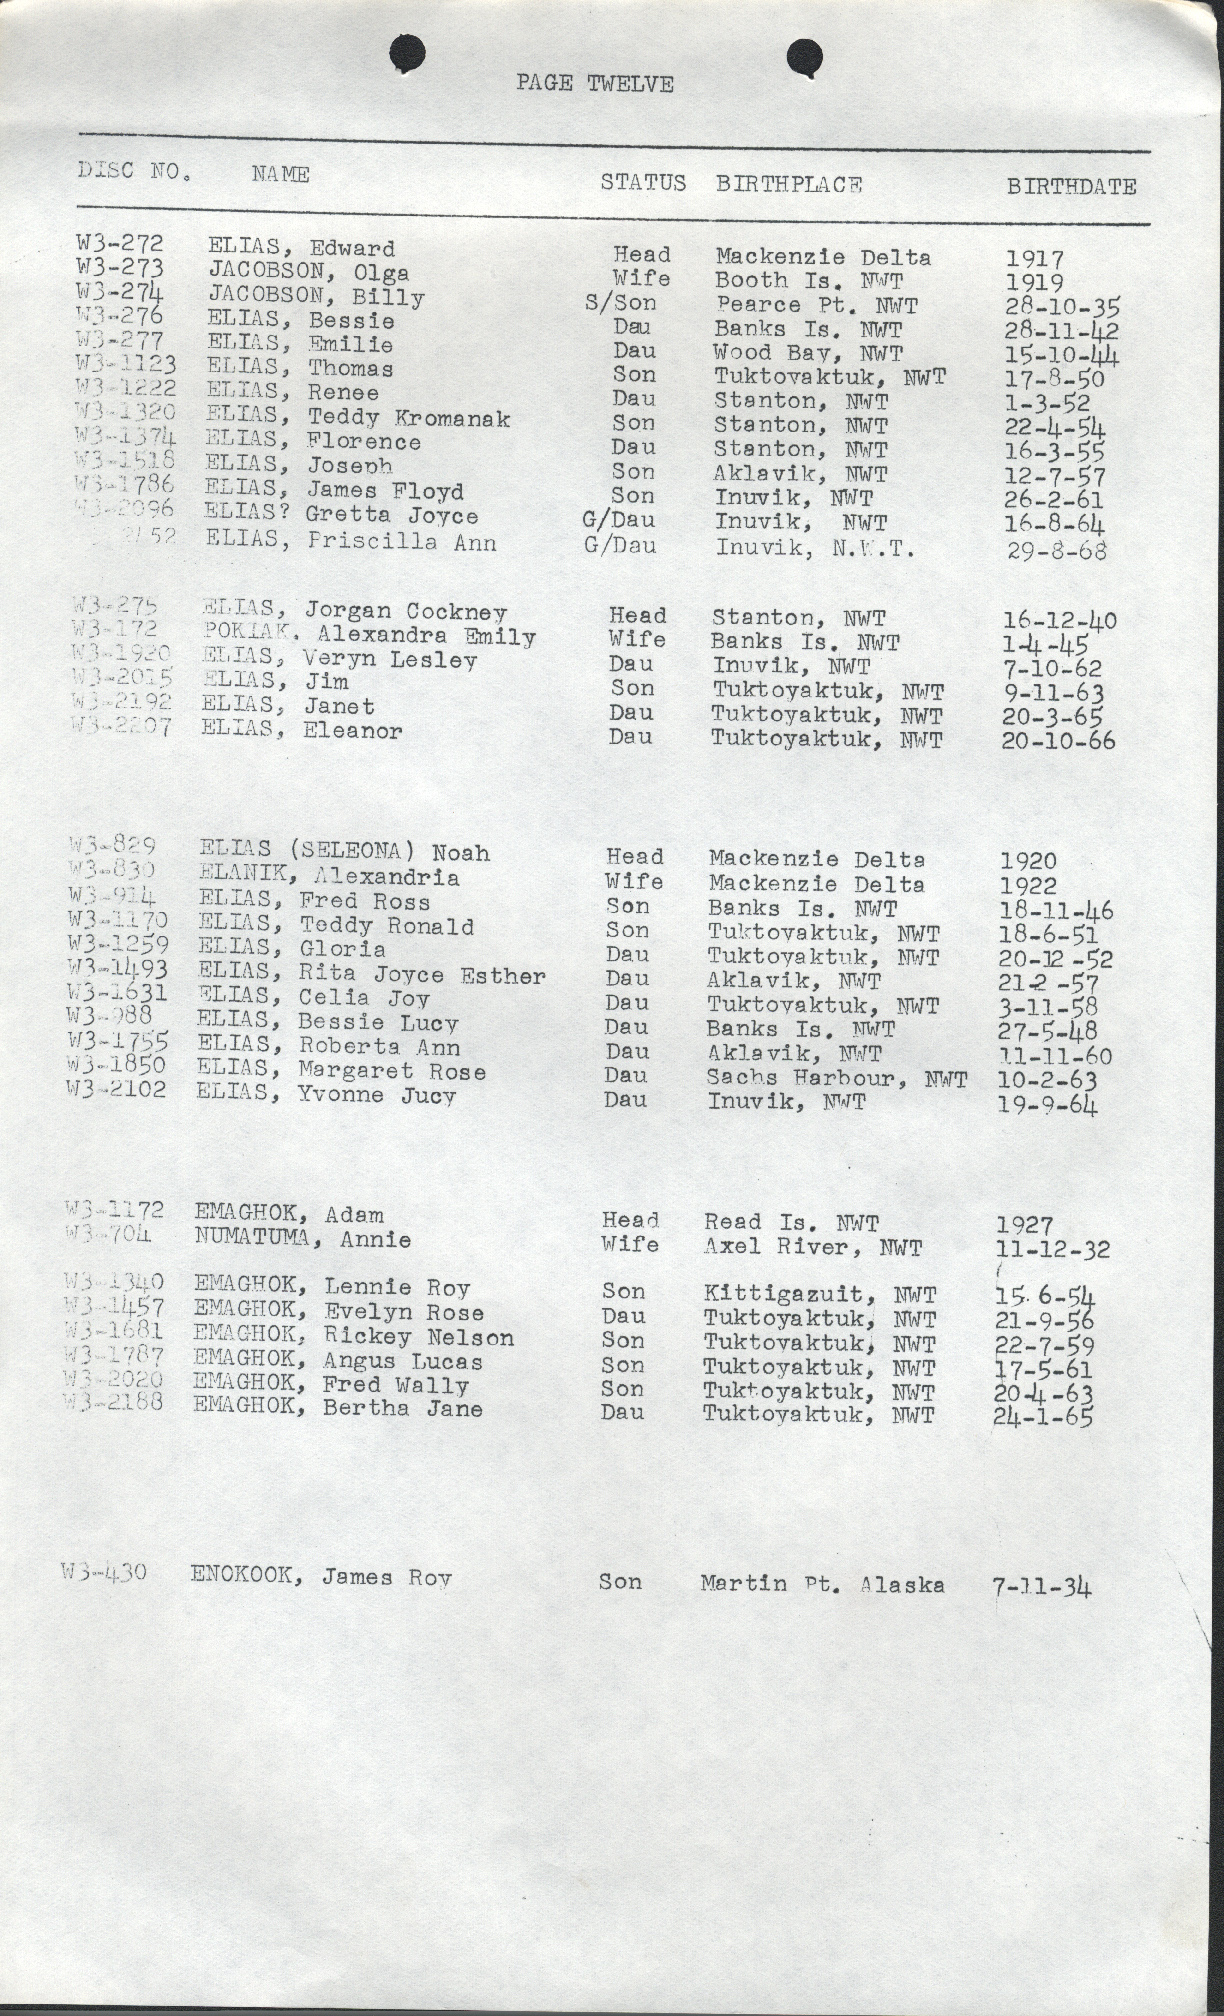 PAGE TWELVE
DISC NO. NAME STATUS BIRTHPLACE BIRTHDATE
W3-272 ELIAS, Edward Head Mackenzie Delta 1917
W3-273 JACOBSON, Olga Wife Booth Is. NWT 1919
W3-274 JACOBSON, Billy S/Son Pearce Pt. NWT 28-10-35
W3-276 ELIAS, Bessie Dau Banks Is. NWT 28-11-42
W3-277 ELIAS, Emilie Dau Wood Bay, NWT 15-10-44
W3-1123 ELIAS, Thomas Son Tuktoyaktuk, NWT 17-8-50
W3-1222 ELIAS, Renee Dau Stanton, NWT 1-3-52
W3-1320 ELIAS, Teddy Kromanak Son Stanton, NWT 22-4-54
W3-1374 ELIAS, Florence Dau Stanton, NWT 16-3-55
W3-1518 ELIAS, Joseph Son Aklavik, NWT 12-7-57
W3-1786 ELIAS, James Floyd Son Inuvik, NWT 26-2-61
W3-2096 ELIAS? Gretta Joyce G/Dau Inuvik, NWT 16-8-64
ELIAS, Priscilla Ann G/Dau Inuvik, N.W.T. 29-8-68
W3-275 ELIAS, Jorgan Cockney Head Stanton, NWT 16-12-40
W3-172 POKIAK. Alexandra Emily Wife Banks Is. NWT 1-4-45
W3-1920 ELIAS, Veryn Lesley Dau Inuvik, NWT 7-10-62
W3-2015 ELIAS, Jim Son Tuktoyaktuk, NWT 9-11-63
W3-2192 ELIAS, Janet Dau Tuktoyaktuk, NWT 20-3-65
W3-2207 ELIAS, Eleanor Dau Tuktoyaktuk, NWT 20-10-66
W3-829 ELIAS (SELEONA) Noah Head Mackenzie Delta 1920
W3-830 ELANIK, Alexandria Wife Mackenzie Delta 1922
W3-914 ELIAS, Fred Ross Son Banks Is. NWT 18-11-46
W3-1170 ELIAS, Teddy Ronald Son Tuktoyaktuk, NWT 18-6-51
W3-1259 ELIAS, Gloria Dau Tuktoyaktuk, NWT 20-12-52
W3-1493 ELIAS, Rita Joyce Esther Dau Aklavik, NWT 21-2-57
W3-1631 ELIAS, Celia Joy Dau Tuktoyaktuk, NWT 3-11-58
W3-988 ELIAS, Bessie Lucy Dau Banks Is. NWT 27-5-48
W3-1755 ELIAS, Roberta Ann Dau Aklavik, NWT 11-11-60
W3-1850 ELIAS, Margaret Rose Dau Sachs Harbour, NWT 10-2-63
W3-2102 ELIAS, Yvonne Jucy Dau Inuvik, NWT 19-9-64
W3-1172 EMAGHOK, Adam Head Read Is. NWT 1927
W3-704 NUMATUMA, Annie Wife Axel River, NWT 11-12-32
W3-1340 EMAGHOK, Lennie Roy Son Kittigazuit, NWT 15.6-54
W3-1457 EMAGHOK, Evelyn Rose Dau Tuktoyaktuk, NWT 21-9-56
W3-1681 EMAGHOK, Rickey Nelson Son Tuktoyaktuk, NWT 22-7-59
W3-1787 EMAGHOK, Angus Lucas Son Tuktoyaktuk, NWT 17-5-61
W3-2020 EMAGHOK, Fred Wally Son Tuktoyaktuk, NWT 20-4-63
W3-2188 EMAGHOK, Bertha Jane Dau Tuktoyaktuk, NWT 24-1-65
W3-430 ENOKOOK, James Roy Son Martin Pt. Alaska 7-11-34